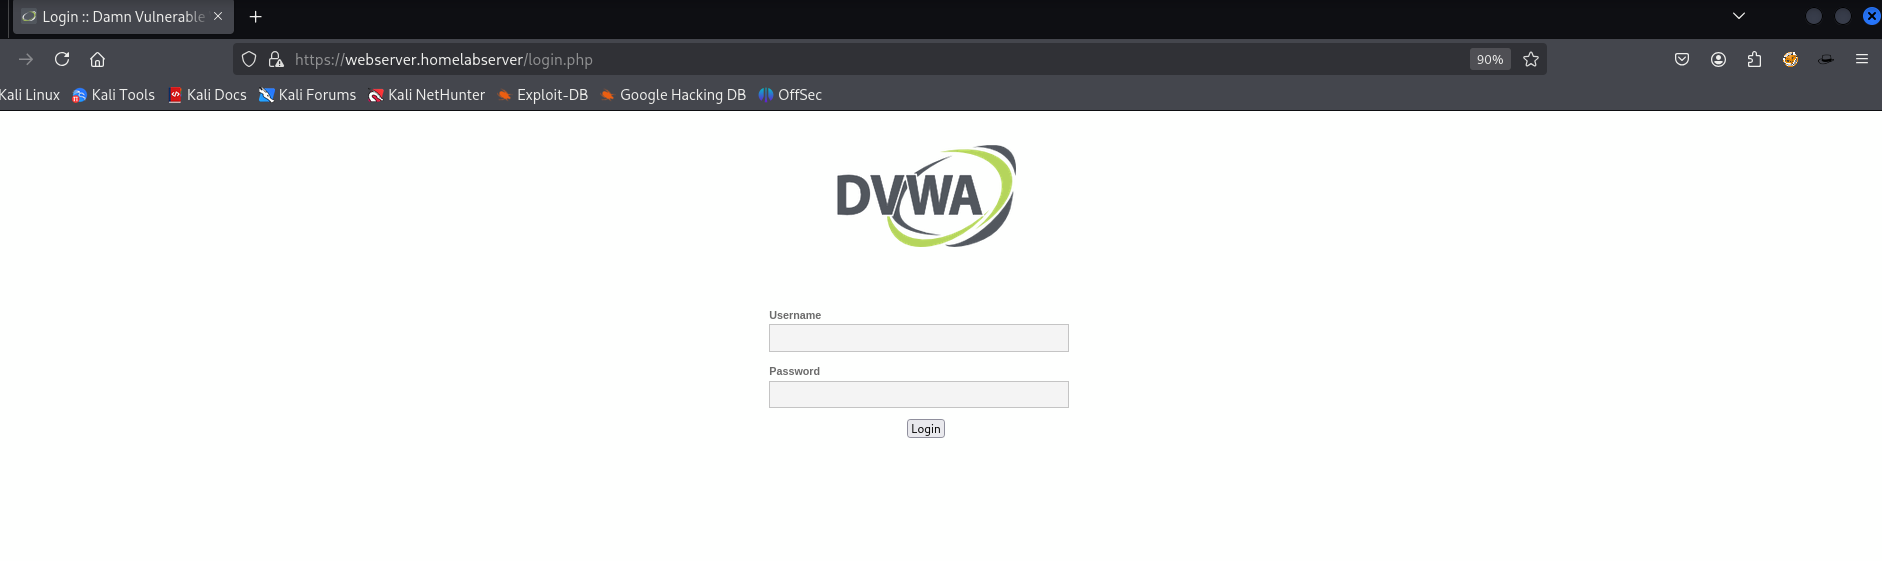 Login :: Damn Vulnerable
https://webserver.homelabserver/login.php 90%
Kali Linux Kali Tools Kali Docs Kali Forums Kali NetHunter Exploit-DB Google Hacking DB OffSec
DVWA
Username
Password
Login